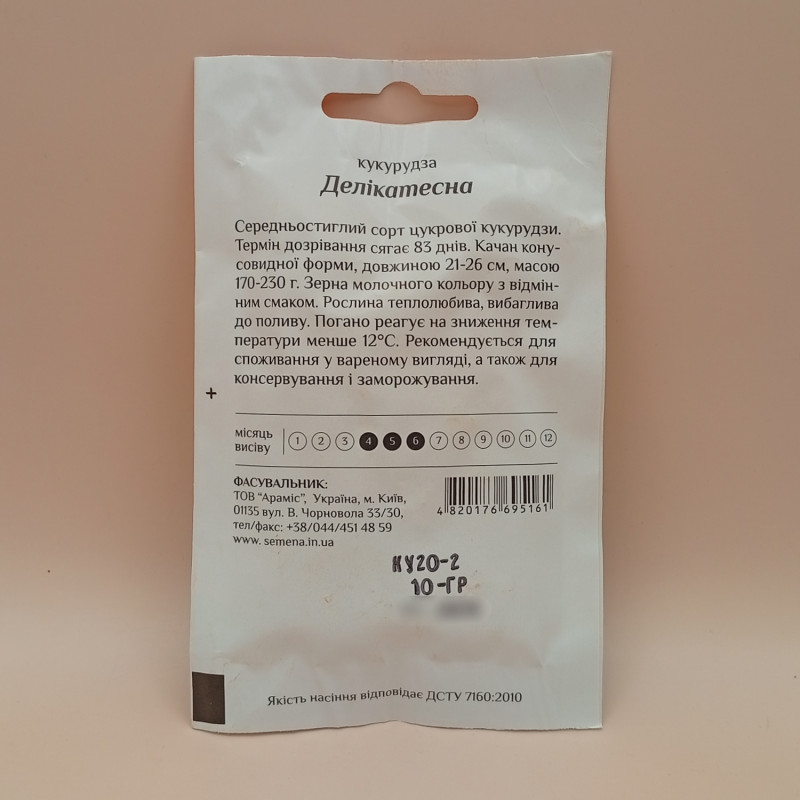 кукурудза
Делікатесна
Середньостиглий сорт цукрової кукурудзи.
Термін дозрівання сягає 83 днів. Качан кону-
совидної форми, довжиною 21-26 см, масою
170-230 г. Зерна молочного кольору з відмін-
ним смаком. Рослина теплолюбива, вибаглива
до поливу. Погано реагує на зниження тем-
ператури менше 12°С. Рекомендується для
споживання у вареному вигляді, а також для
консервування і заморожування.
+
місяць
висіву
1 2 3 4 5 6 7 8 9 10 11 12
ФАСУВАЛЬНИК:
ТОВ "Араміс", Україна, м. Київ,
01135 вул. В. Чорновола 33/30,
тел/факс: +38/044/451 48 59
www. semena.in.ua
4 820176 695161
КУ20-2
10-ГР
Якість насіння відповідає ДСТУ 7160:2010